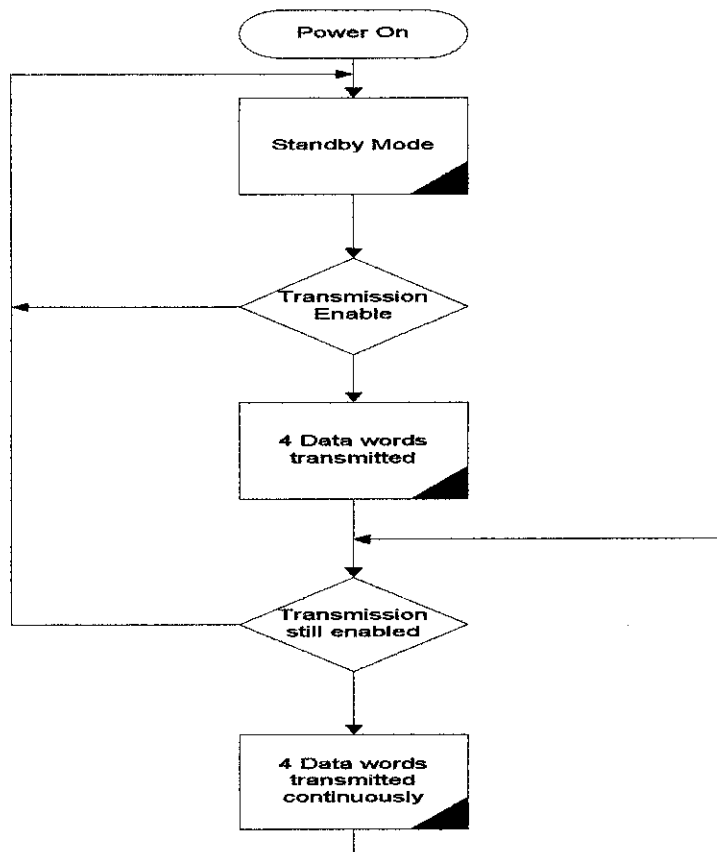 Power On
Standby Mode
Transmission
Enable
4 Data words
transmitted
Transmission
still enabled
4 Data words
transmitted
continuously